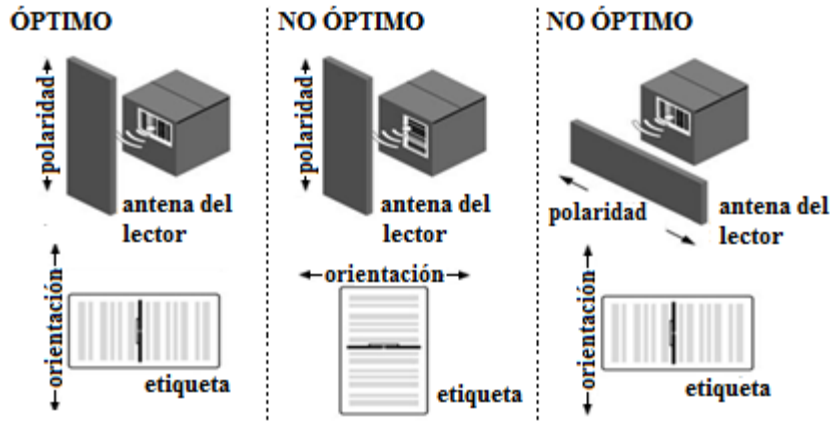 ÓPTIMO
polaridad
antena del
lector
orientación
etiqueta
NO ÓPTIMO
polaridad
antena del
lector
orientación
etiqueta
NO ÓPTIMO
polaridad
antena del
lector
orientación
etiqueta